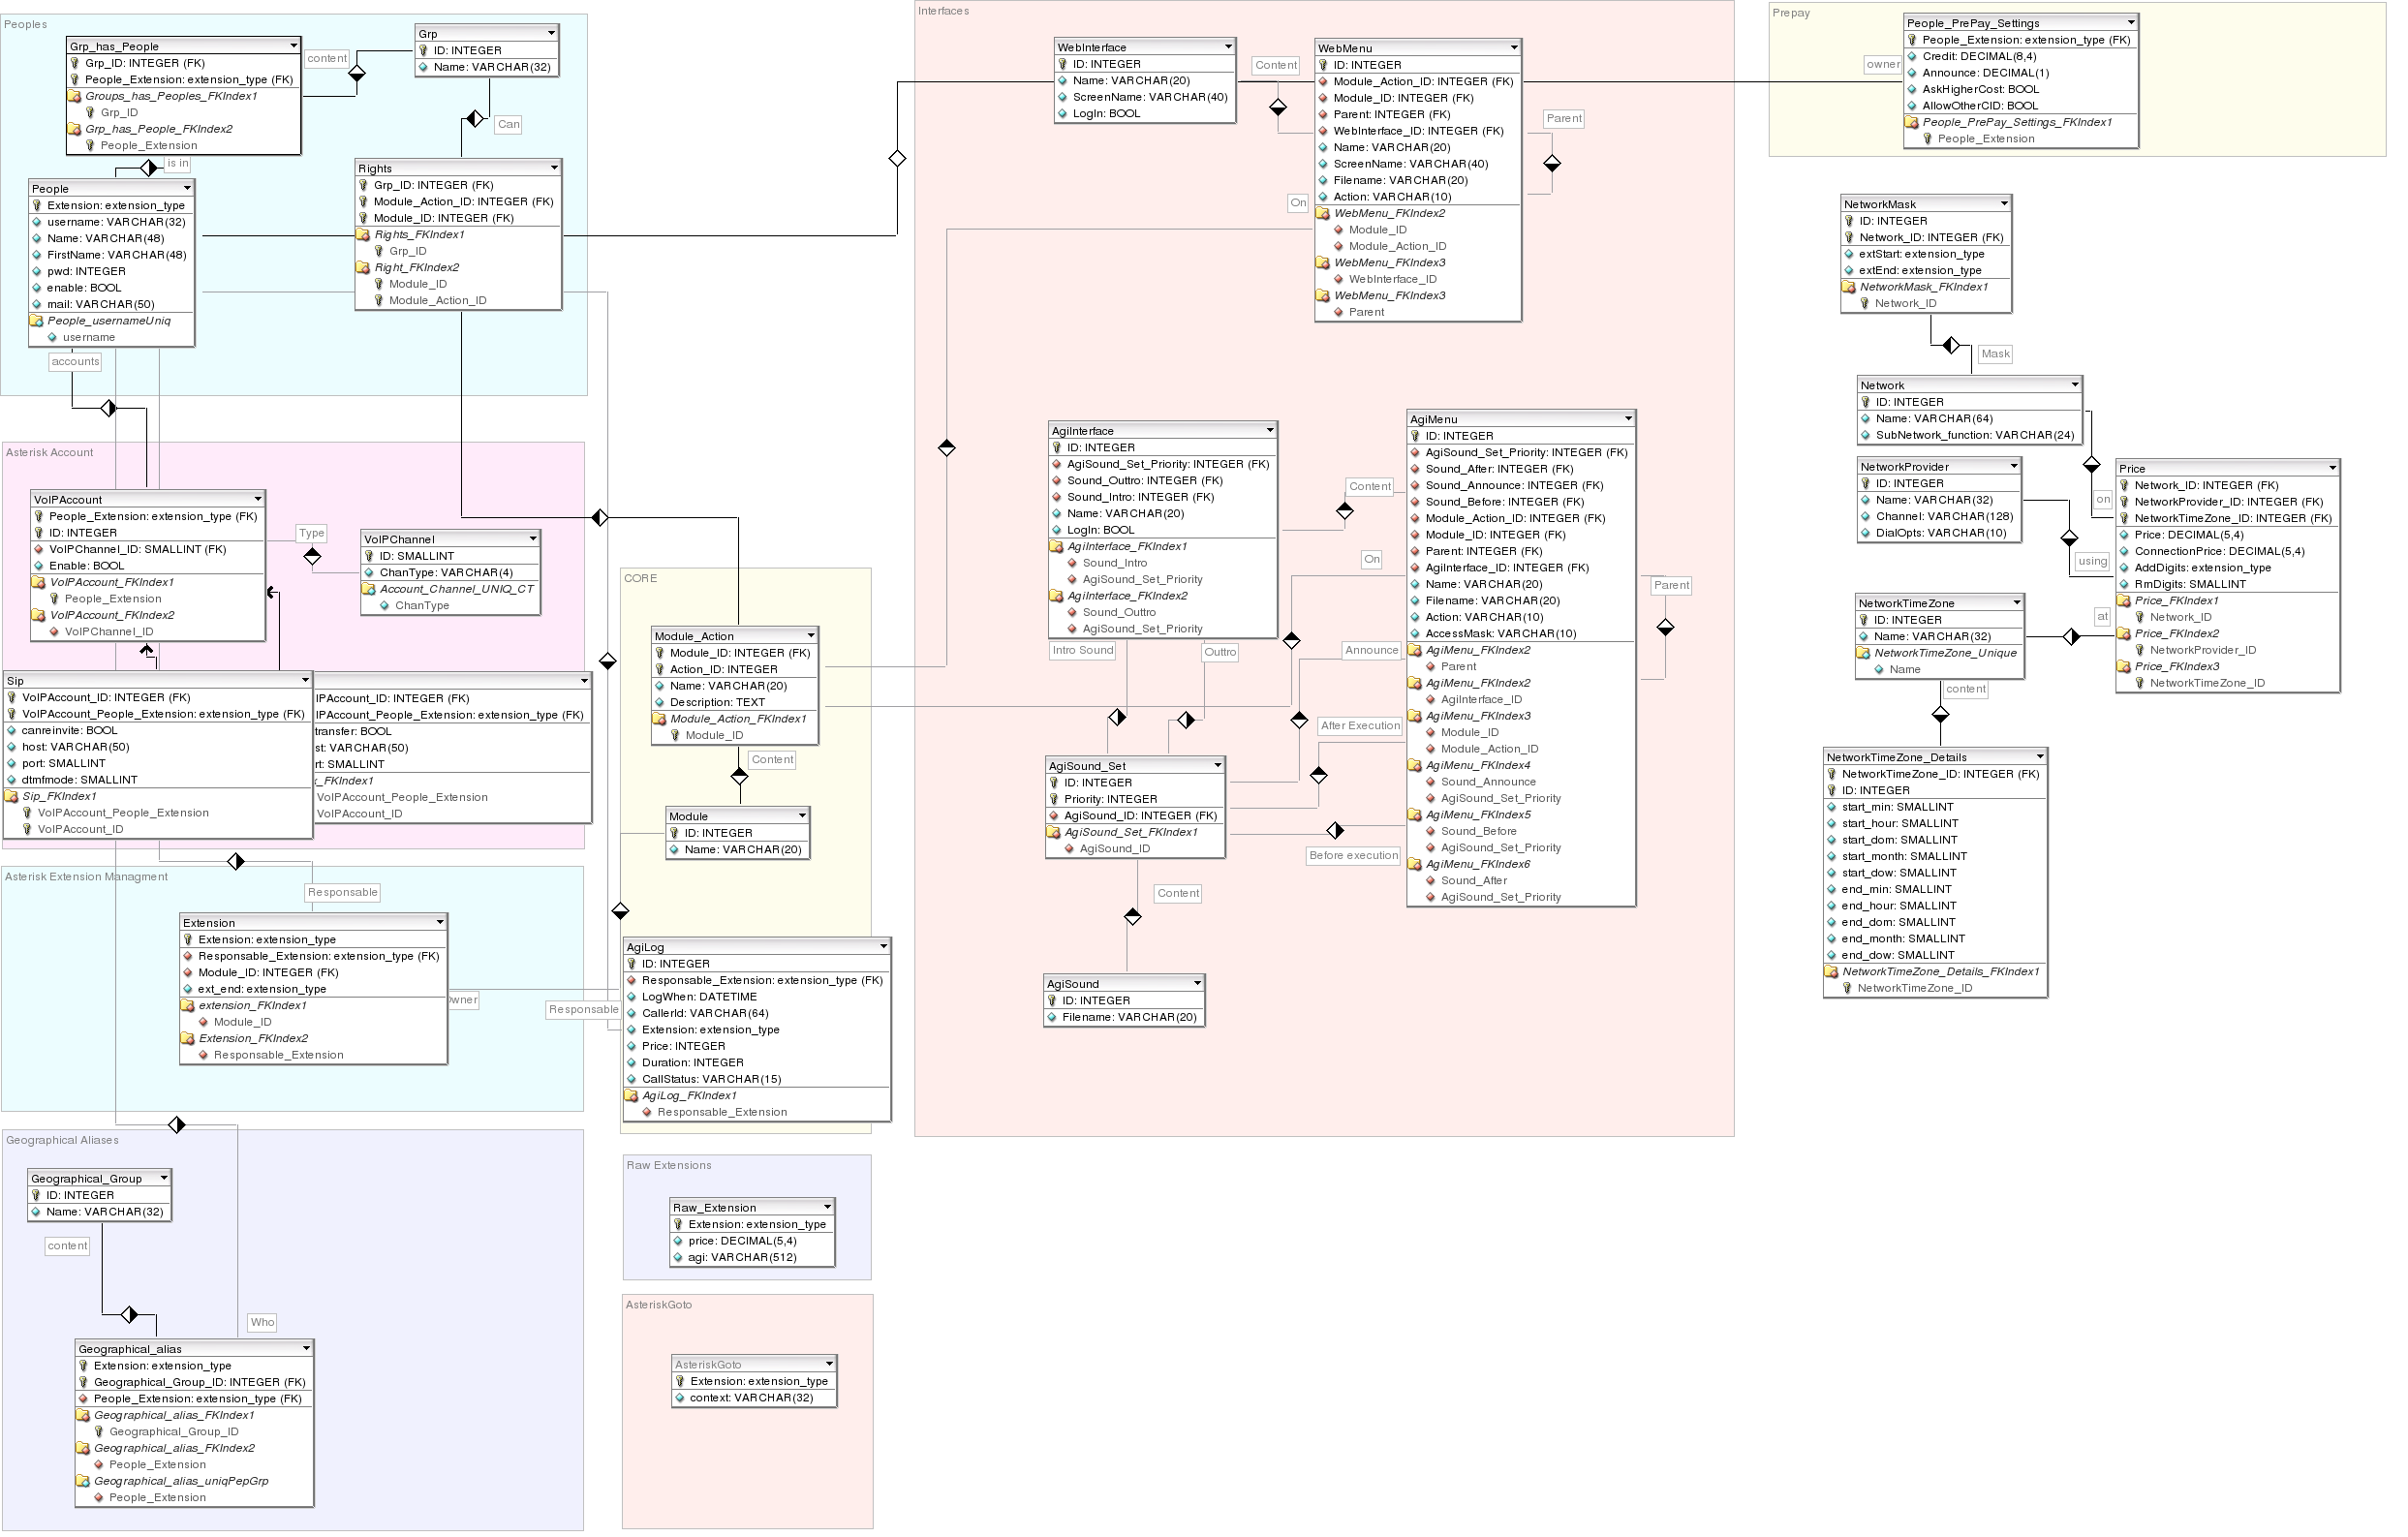 Peoples
Grp_has_People
Grp_ID: INTEGER (FK)
People_Extension: extension_type (FK)
Groups_has_Peoples_FKIndex1
Grp_ID
Grp_has_People_FKIndex2
People_Extension
content
Grp
ID: INTEGER
Name: VARCHAR(32)
Can
is in
People
Extension: extension_type
username: VARCHAR(32)
Name: VARCHAR(48)
FirstName: VARCHAR(48)
pwd: INTEGER
enable: BOOL
mail: VARCHAR(50)
People_usernameUniq
username
accounts
Rights
Grp_ID: INTEGER (FK)
Module_Action_ID: INTEGER (FK)
Module_ID: INTEGER (FK)
Rights_FKIndex1
Grp_ID
Right_FKIndex2
Module_ID
Module_Action_ID
Asterisk Account
VoIPAccount
People_Extension: extension_type (FK)
ID: INTEGER
VoIPChannel_ID: SMALLINT (FK)
Enable: BOOL
VoIPAccount_FKIndex1
People_Extension
VoIPAccount_FKIndex2
VoIPChannel_ID
Type
VoIPChannel
ID: SMALLINT
ChanType: VARCHAR(4)
Account_Channel_UNIQ_CT
ChanType
Sip
VoIPAccount_ID: INTEGER (FK)
VoIPAccount_People_Extension: extension_type (FK)
canreinvite: BOOL
host: VARCHAR(50)
port: SMALLINT
dtmfmode: SMALLINT
Sip_FKIndex1
VoIPAccount_People_Extension
VoIPAccount_ID
IPAccount_ID: INTEGER (FK)
IPAccount_People_Extension: extension_type (FK)
transfer: BOOL
st: VARCHAR(50)
rt: SMALLINT
_FKIndex1
VoIPAccount_People_Extension
VoIPAccount_ID
Asterisk Extension Managment
Responsable
Extension
Extension: extension_type
Responsable_Extension: extension_type (FK)
Module_ID: INTEGER (FK)
ext_end: extension_type
extension_FKIndex1
Module_ID
Extension_FKIndex2
Responsable_Extension
wner
Responsable
Geographical Aliases
Geographical_Group
ID: INTEGER
Name: VARCHAR(32)
content
Who
Geographical_alias
Extension: extension_type
Geographical_Group_ID: INTEGER (FK)
People_Extension: extension_type (FK)
Geographical_alias_FKIndex1
Geographical_Group_ID
Geographical_alias_FKIndex2
People_Extension
Geographical_alias_uniqPepGrp
People_Extension
CORE
Module_Action
Module_ID: INTEGER (FK)
Action_ID: INTEGER
Name: VARCHAR(20)
Description: TEXT
Module_Action_FKIndex1
Module_ID
Content
Module
ID: INTEGER
Name: VARCHAR(20)
AgiLog
ID: INTEGER
Responsable_Extension: extension_type (FK)
LogWhen: DATETIME
CallerId: VARCHAR(64)
Extension: extension_type
Price: INTEGER
Duration: INTEGER
CallStatus: VARCHAR(15)
AgiLog_FKIndex1
Responsable_Extension
Raw Extensions
Raw_Extension
Extension: extension_type
price: DECIMAL(5,4)
agi: VARCHAR(512)
AsteriskGoto
AsteriskGoto
Extension: extension_type
context: VARCHAR(32)
Interfaces
WebInterface
ID: INTEGER
Name: VARCHAR(20)
ScreenName: VARCHAR(40)
LogIn: BOOL
Content
WebMenu
ID: INTEGER
Module_Action_ID: INTEGER (FK)
Module_ID: INTEGER (FK)
Parent: INTEGER (FK)
WebInterface_ID: INTEGER (FK)
Name: VARCHAR(20)
ScreenName: VARCHAR(40)
Filename: VARCHAR(20)
Action: VARCHAR(10)
WebMenu_FKIndex2
Module_ID
Module_Action_ID
WebMenu_FKIndex3
WebInterface_ID
WebMenu_FKIndex3
Parent
Parent
On
AgiInterface
ID: INTEGER
AgiSound_Set_Priority: INTEGER (FK)
Sound_Outtro: INTEGER (FK)
Sound_Intro: INTEGER (FK)
Name: VARCHAR(20)
LogIn: BOOL
AgiInterface_FKIndex1
Sound_Intro
AgiSound_Set_Priority
AgiInterface_FKIndex2
Sound_Outtro
AgiSound_Set_Priority
Content
On
Intro Sound
Outtro
Announce
After Execution
Before execution
AgiMenu
ID: INTEGER
AgiSound_Set_Priority: INTEGER (FK)
Sound_After: INTEGER (FK)
Sound_Announce: INTEGER (FK)
Sound_Before: INTEGER (FK)
Module_Action_ID: INTEGER (FK)
Module_ID: INTEGER (FK)
Parent: INTEGER (FK)
AgiInterface_ID: INTEGER (FK)
Name: VARCHAR(20)
Filename: VARCHAR(20)
Action: VARCHAR(10)
AccessMask: VARCHAR(10)
AgiMenu_FKIndex2
Parent
AgiMenu_FKIndex2
AgiInterface_ID
AgiMenu_FKIndex3
Module_ID
Module_Action_ID
AgiMenu_FKIndex4
Sound_Announce
AgiSound_Set_Priority
AgiMenu_FKIndex5
Sound_Before
AgiSound_Set_Priority
AgiMenu_FKIndex6
Sound_After
AgiSound_Set_Priority
Parent
AgiSound_Set
ID: INTEGER
Priority: INTEGER
AgiSound_ID: INTEGER (FK)
AgiSound_Set_FKIndex1
AgiSound_ID
Content
AgiSound
ID: INTEGER
Filename: VARCHAR(20)
Prepay
owner
People_PrePay_Settings
People_Extension: extension_type (FK)
Credit: DECIMAL(8,4)
Announce: DECIMAL(1)
AskHigherCost: BOOL
AllowOtherCID: BOOL
People_PrePay_Settings_FKIndex1
People_Extension
NetworkMask
ID: INTEGER
Network_ID: INTEGER (FK)
extStart: extension_type
extEnd: extension_type
NetworkMask_FKIndex1
Network_ID
Mask
Network
ID: INTEGER
Name: VARCHAR(64)
SubNetwork_function: VARCHAR(24)
NetworkProvider
ID: INTEGER
Name: VARCHAR(32)
Channel: VARCHAR(128)
DialOpts: VARCHAR(10)
on
using
at
Price
Network_ID: INTEGER (FK)
NetworkProvider_ID: INTEGER (FK)
NetworkTimeZone_ID: INTEGER (FK)
Price: DECIMAL(5,4)
ConnectionPrice: DECIMAL(5,4)
AddDigits: extension_type
RmDigits: SMALLINT
Price_FKIndex1
Network_ID
Price_FKIndex2
NetworkProvider_ID
Price_FKIndex3
NetworkTimeZone_ID
NetworkTimeZone
ID: INTEGER
Name: VARCHAR(32)
NetworkTimeZone_Unique
Name
content
NetworkTimeZone_Details
NetworkTimeZone_ID: INTEGER (FK)
ID: INTEGER
start_min: SMALLINT
start_hour: SMALLINT
start_dom: SMALLINT
start_month: SMALLINT
start_dow: SMALLINT
end_min: SMALLINT
end_hour: SMALLINT
end_dom: SMALLINT
end_month: SMALLINT
end_dow: SMALLINT
NetworkTimeZone_Details_FKIndex1
NetworkTimeZone_ID